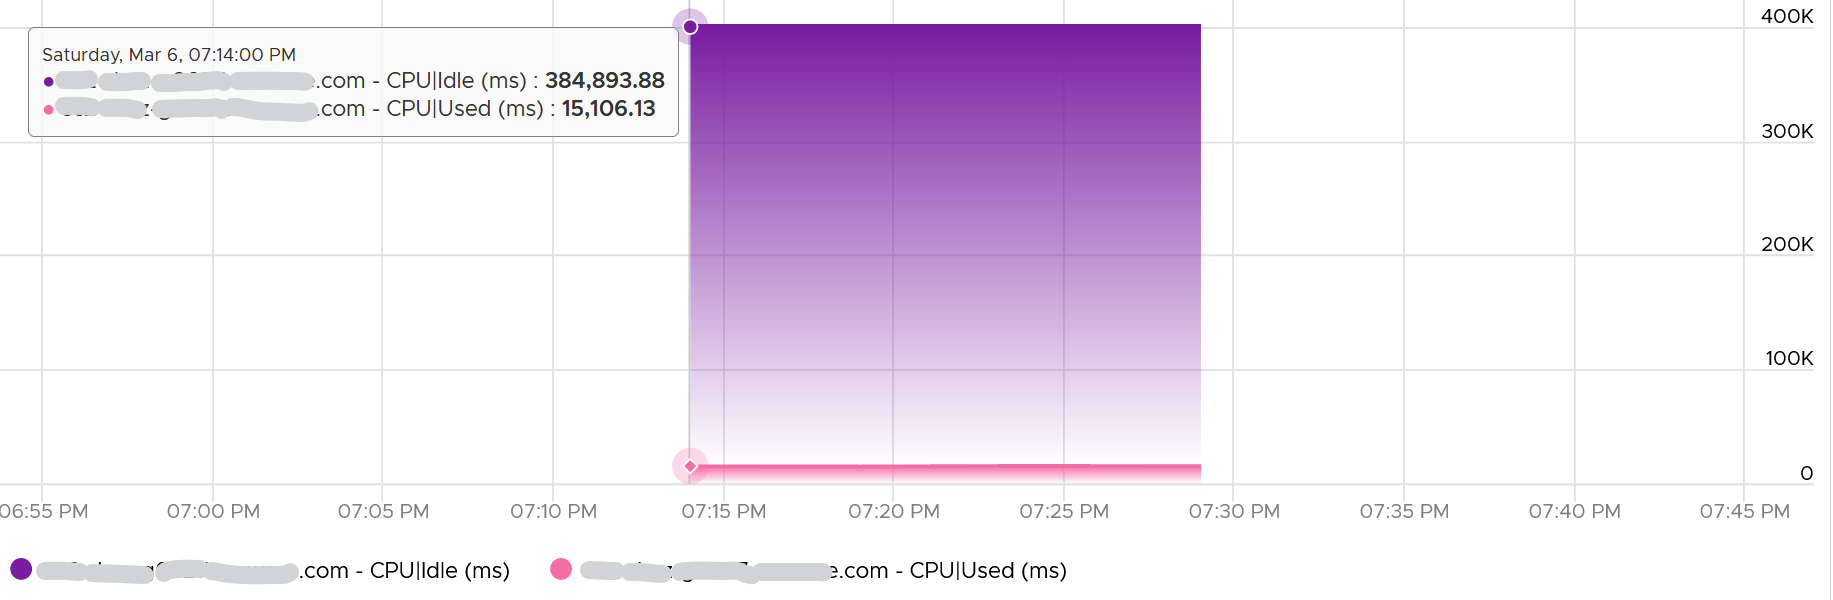 400K
Saturday, Mar 6, 07:14:00 PM
.com - CPU|Idle (ms) : 384,893.88
.com - CPU|Used (ms) : 15,106.13
300K
200K
100K
0
06:55 PM 07:00 PM 07:05 PM 07:10 PM 07:15 PM 07:20 PM 07:25 PM 07:30 PM 07:35 PM 07:40 PM 07:45 PM
.com - CPU|Idle (ms) e.com - CPU|Used (ms)